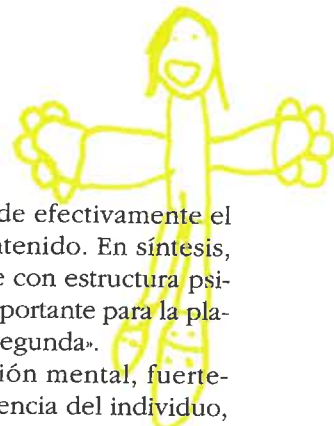 de efectivamente el
tenido. En síntesis,
e con estructura psi-
portante para la pla-
segunda».
ión mental, fuerte-
encia del individuo,